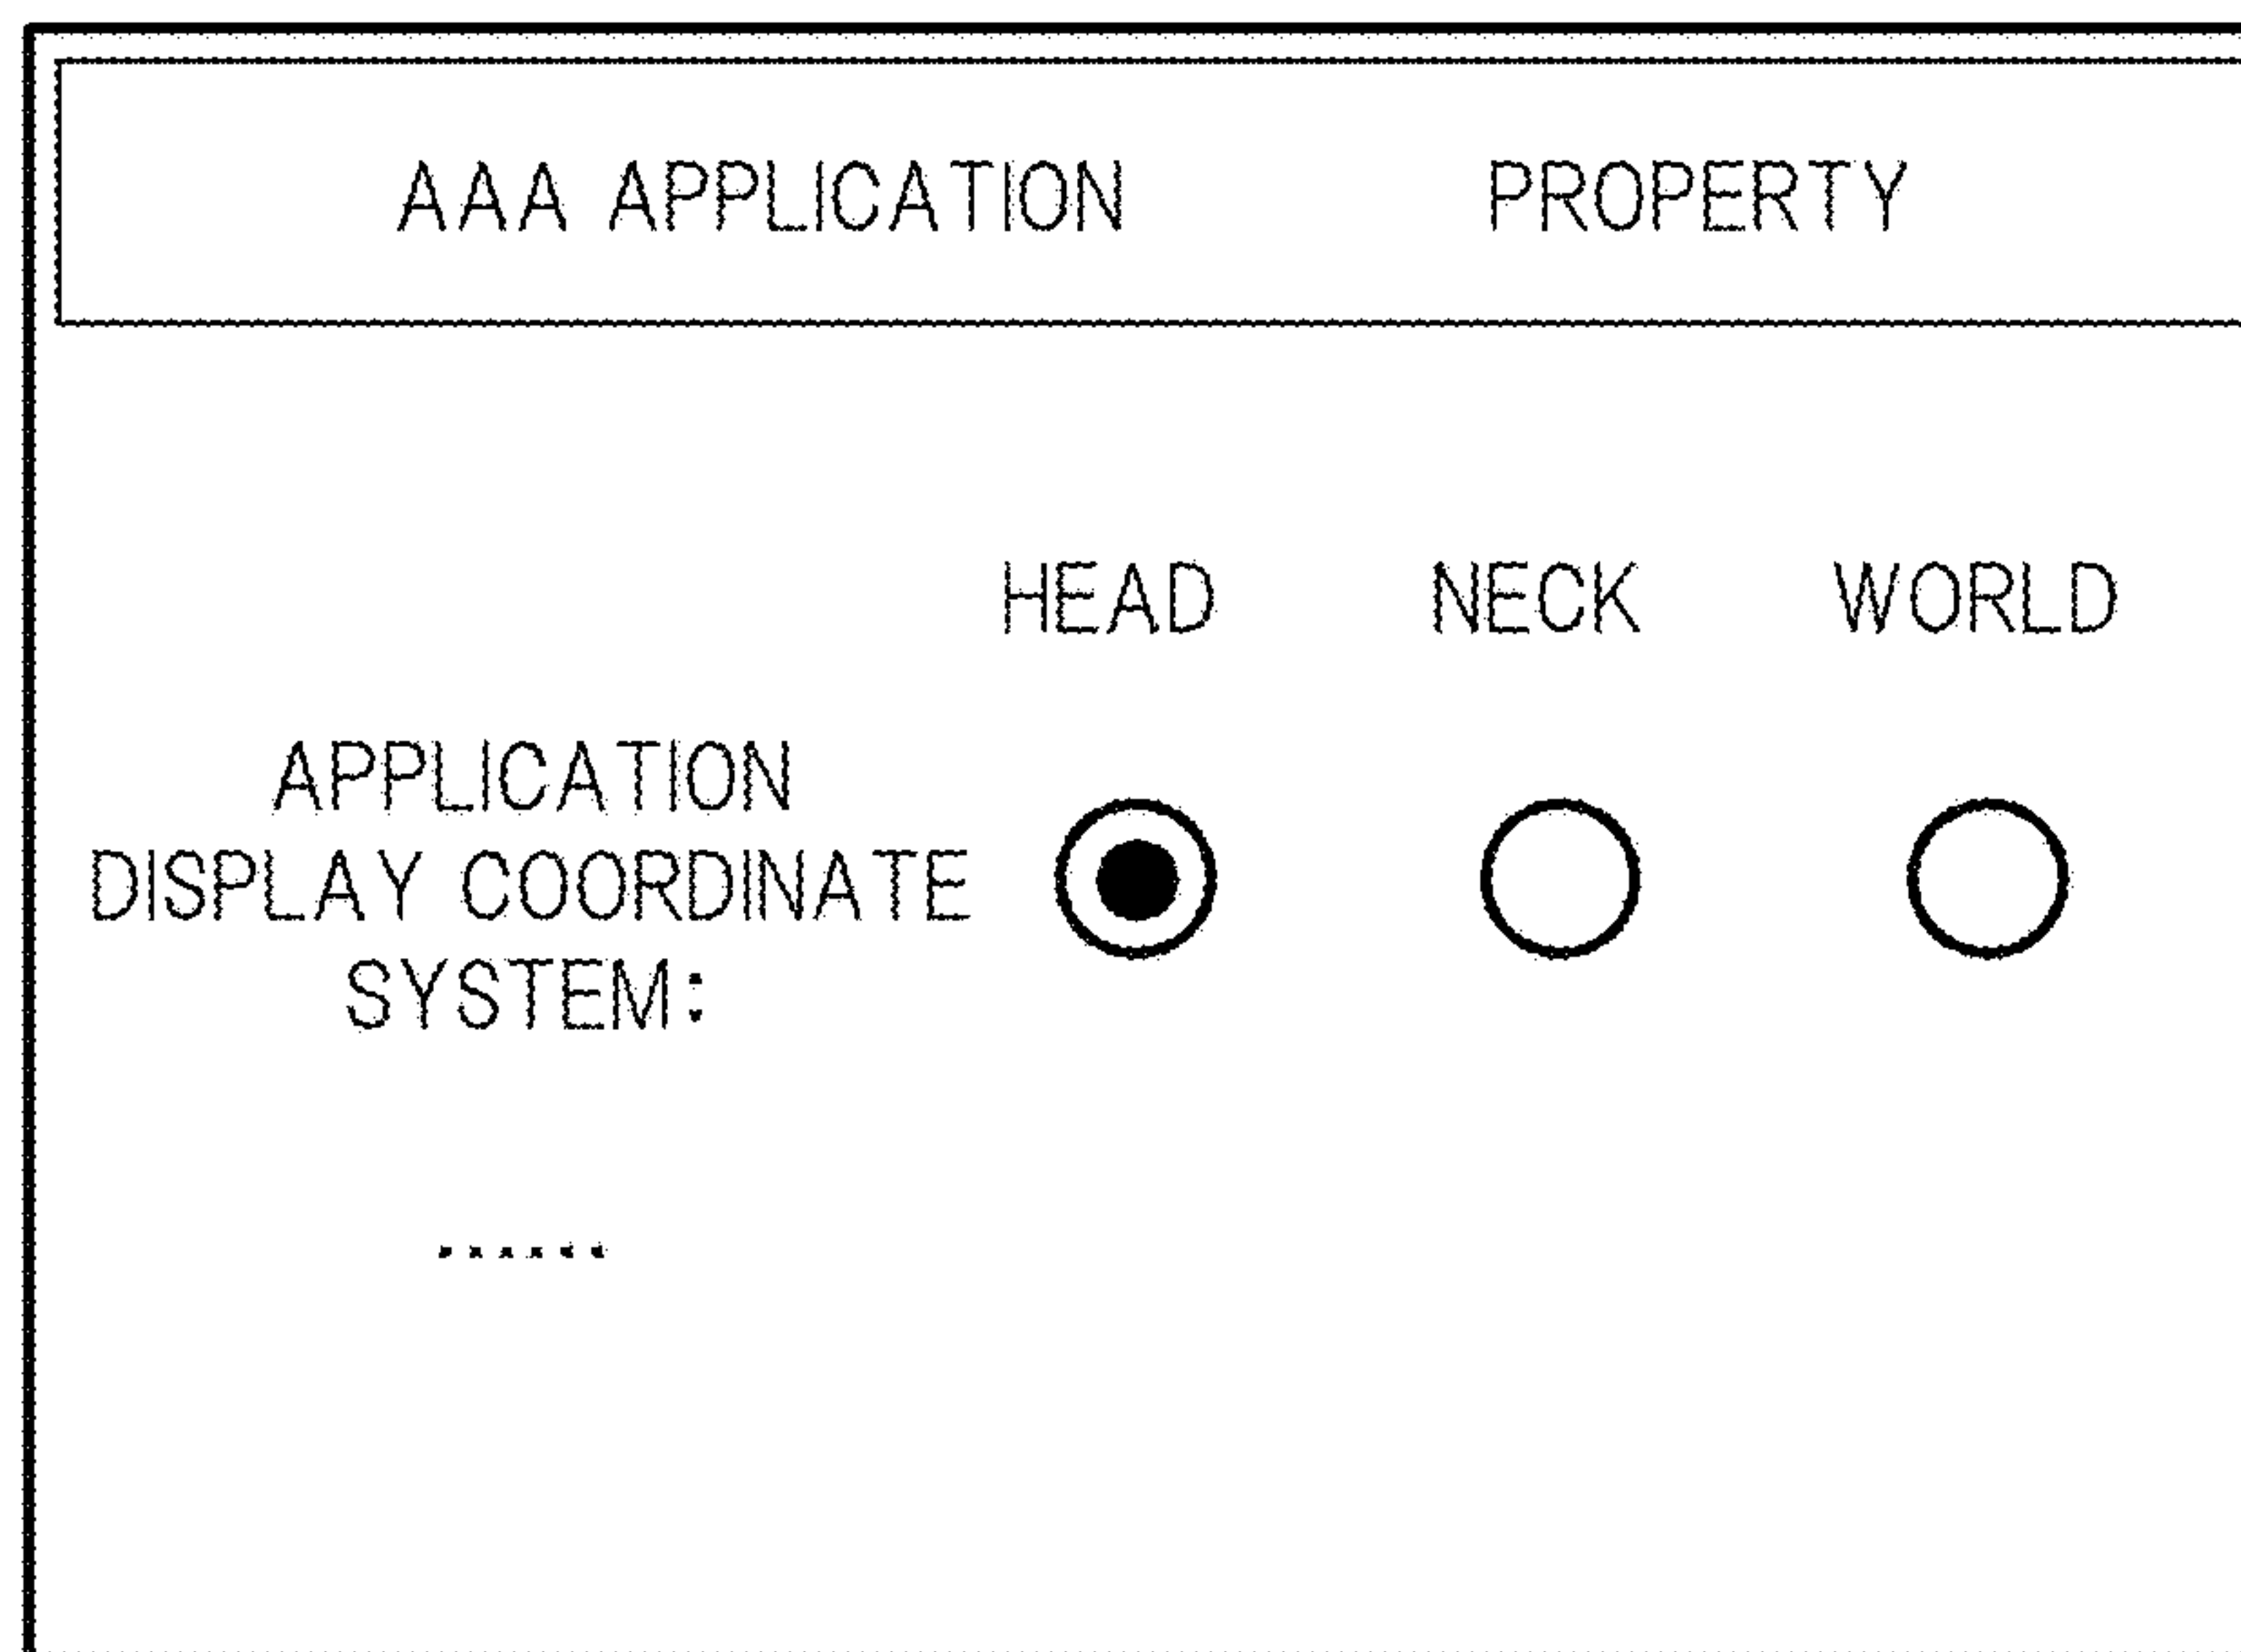 AAA APPLICATION PROPERTY
HEAD NECK WORLD
APPLICATION
DISPLAY COORDINATE
SYSTEM:
......